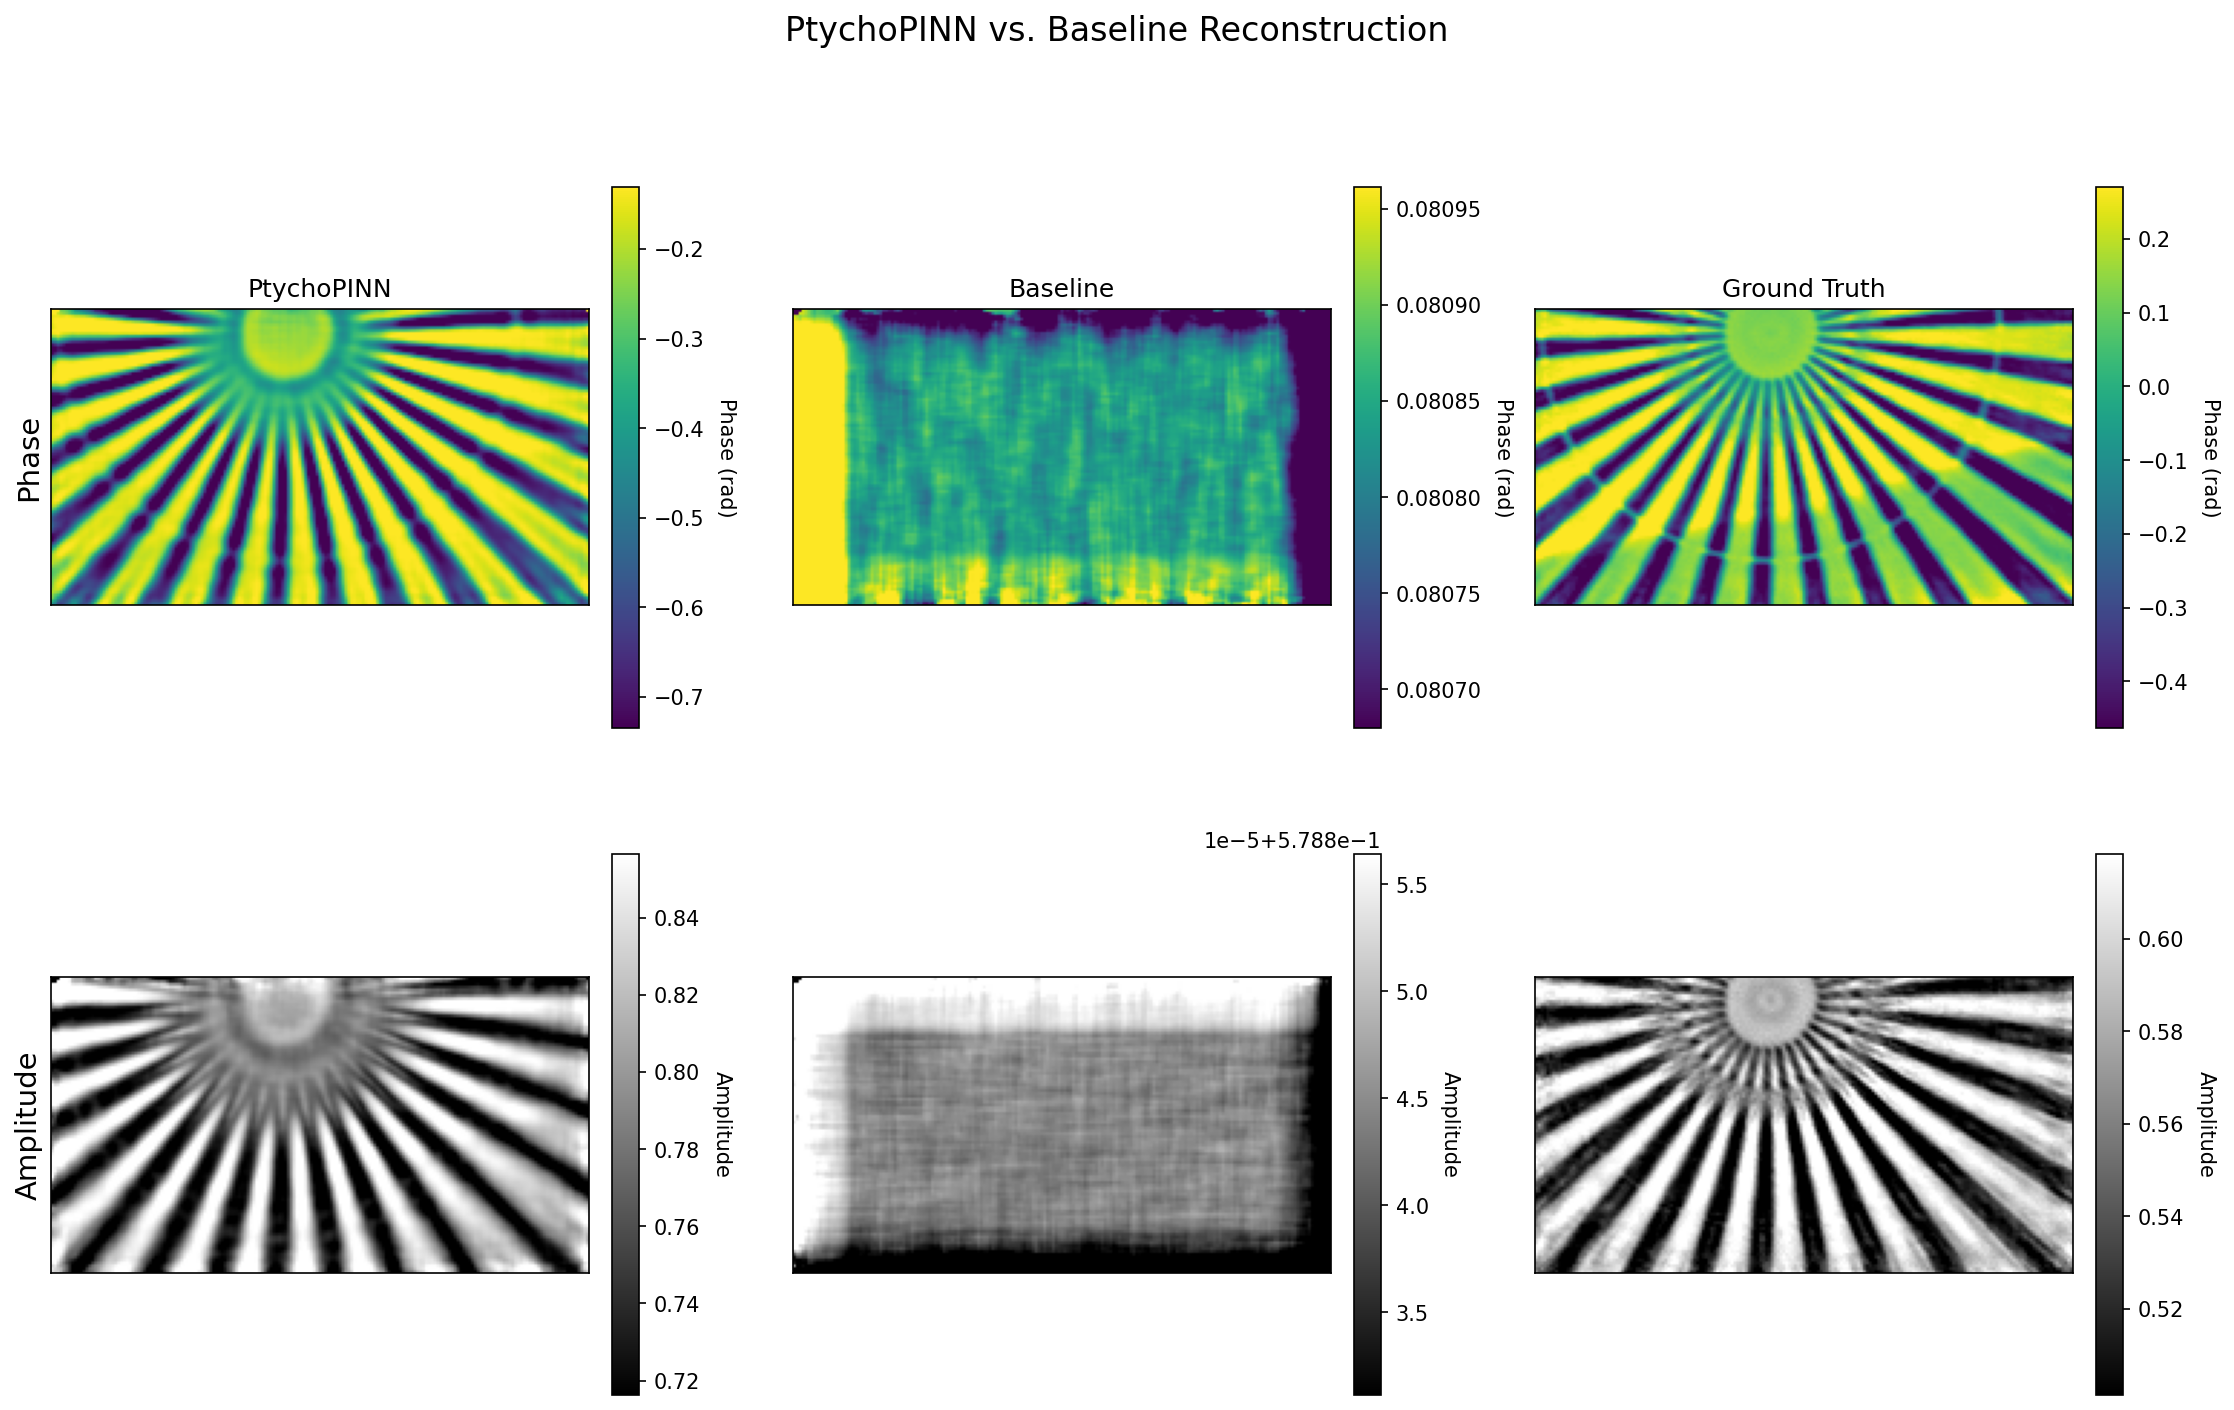 PtychoPINN vs. Baseline Reconstruction
PtychoPINN
Phase
−0.2
−0.3
−0.4
−0.5
−0.6
−0.7
Phase (rad)
Baseline
0.08095
0.08090
0.08085
0.08080
0.08075
0.08070
Phase (rad)
Ground Truth
0.2
0.1
0.0
−0.1
−0.2
−0.3
−0.4
Phase (rad)
Amplitude
0.84
0.82
0.80
0.78
0.76
0.74
0.72
Amplitude
1e−5+5.788e−1
5.5
5.0
4.5
4.0
3.5
Amplitude
0.60
0.58
0.56
0.54
0.52
Amplitude